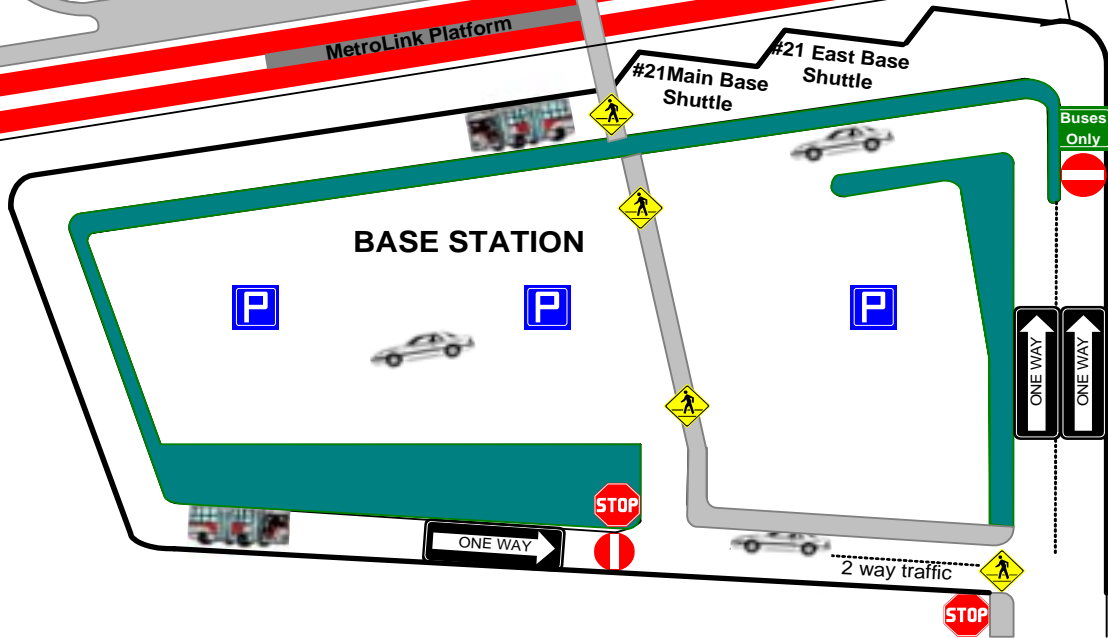 MetroLink Platform
#21Main Base
Shuttle
#21 East Base
Shuttle
Buses
Only
BASE STATION
P
P
P
ONE WAY
ONE WAY
STOP
ONE WAY
2 way traffic
STOP